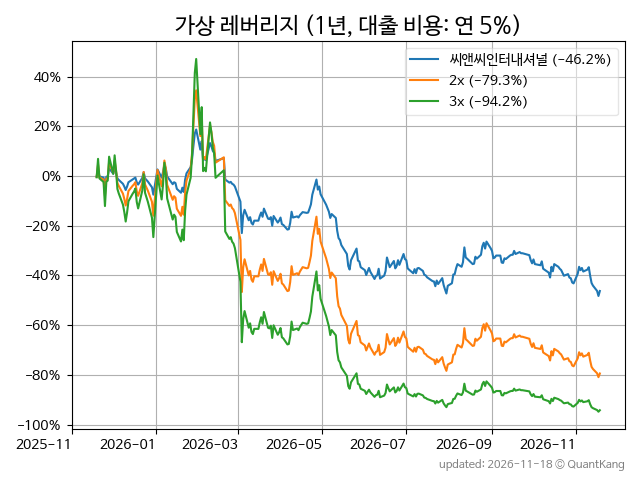 가상 레버리지 (1년, 대출 비용: 연 5%)
씨앤씨인터내셔널 (-46.2%)
2x (-79.3%)
3x (-94.2%)
40%
20%
0%
-20%
-40%
-60%
-80%
-100%
2025-11 2026-01 2026-03 2026-05 2026-07 2026-09 2026-11
updated: 2026-11-18 © QuantKang